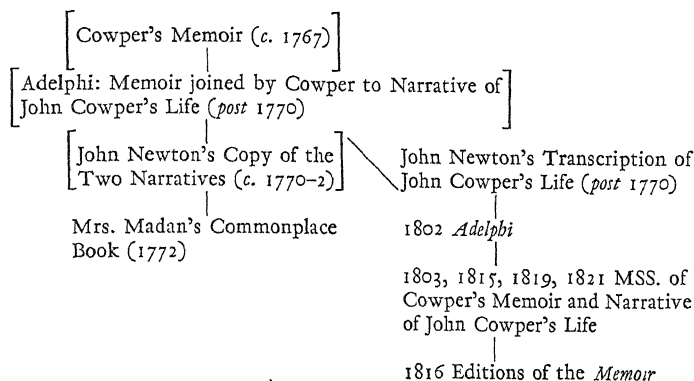 [Cowper's Memoir (c. 1767)]
[Adelphi: Memoir joined by Cowper to Narrative of
John Cowper's Life (post 1770)]
[John Newton's Copy of the
Two Narratives (c. 1770–2)]
Mrs. Madan's Commonplace
Book (1772)
John Newton's Transcription of
John Cowper's Life (post 1770)
1802 Adelphi
1803, 1815, 1819, 1821 MSS. of
Cowper's Memoir and Narrative
of John Cowper's Life
1816 Editions of the Memoir